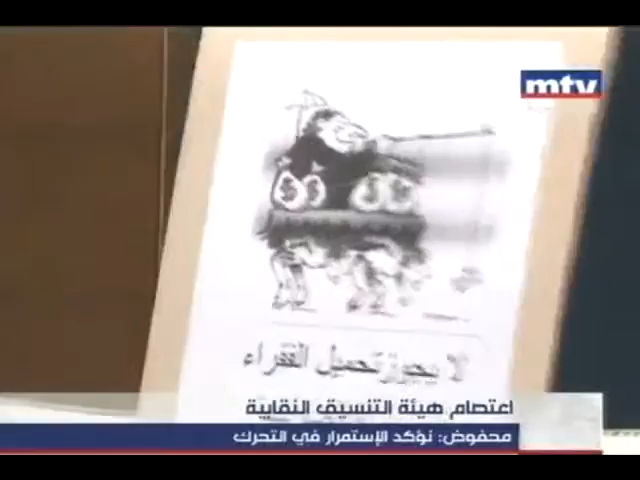 mtv
$ $
لا يجوز تحميل الفقراء
اعتصام هيئة التنسيق النقابية
محفوض: نؤكد الإستمرار في التحرك